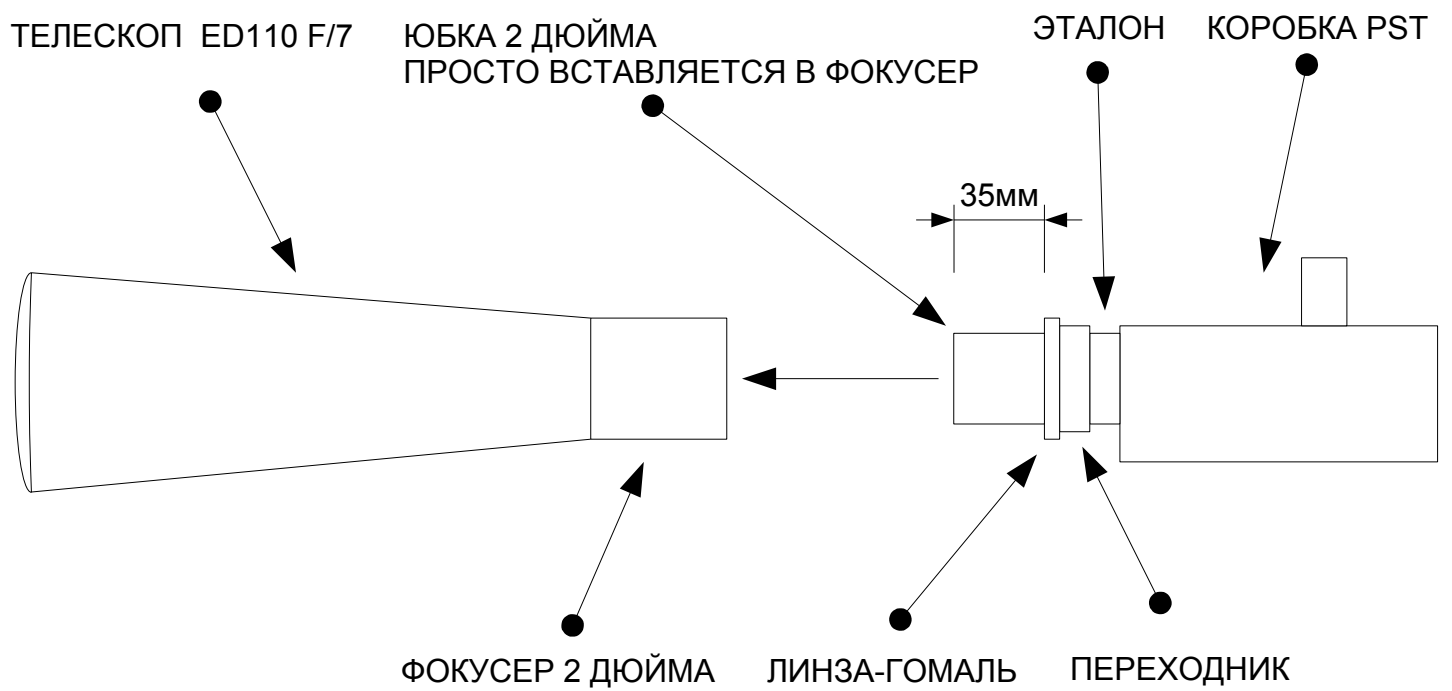 ТЕЛЕСКОП ED110 F/7
ЮБКА 2 ДЮЙМА
ПРОСТО ВСТАВЛЯЕТСЯ В ФОКУСЕР
ЭТАЛОН
КОРОБКА PST
35мм
ФОКУСЕР 2 ДЮЙМА
ЛИНЗА-ГОМАЛЬ
ПЕРЕХОДНИК